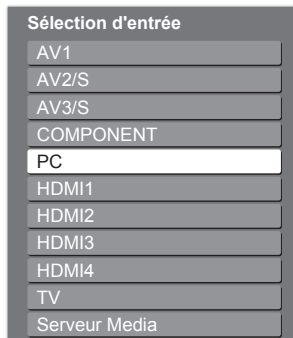 Sélection d'entrée
AV1
AV2/S
AV3/S
COMPONENT
PC
HDMI1
HDMI2
HDMI3
HDMI4
TV
Serveur Media